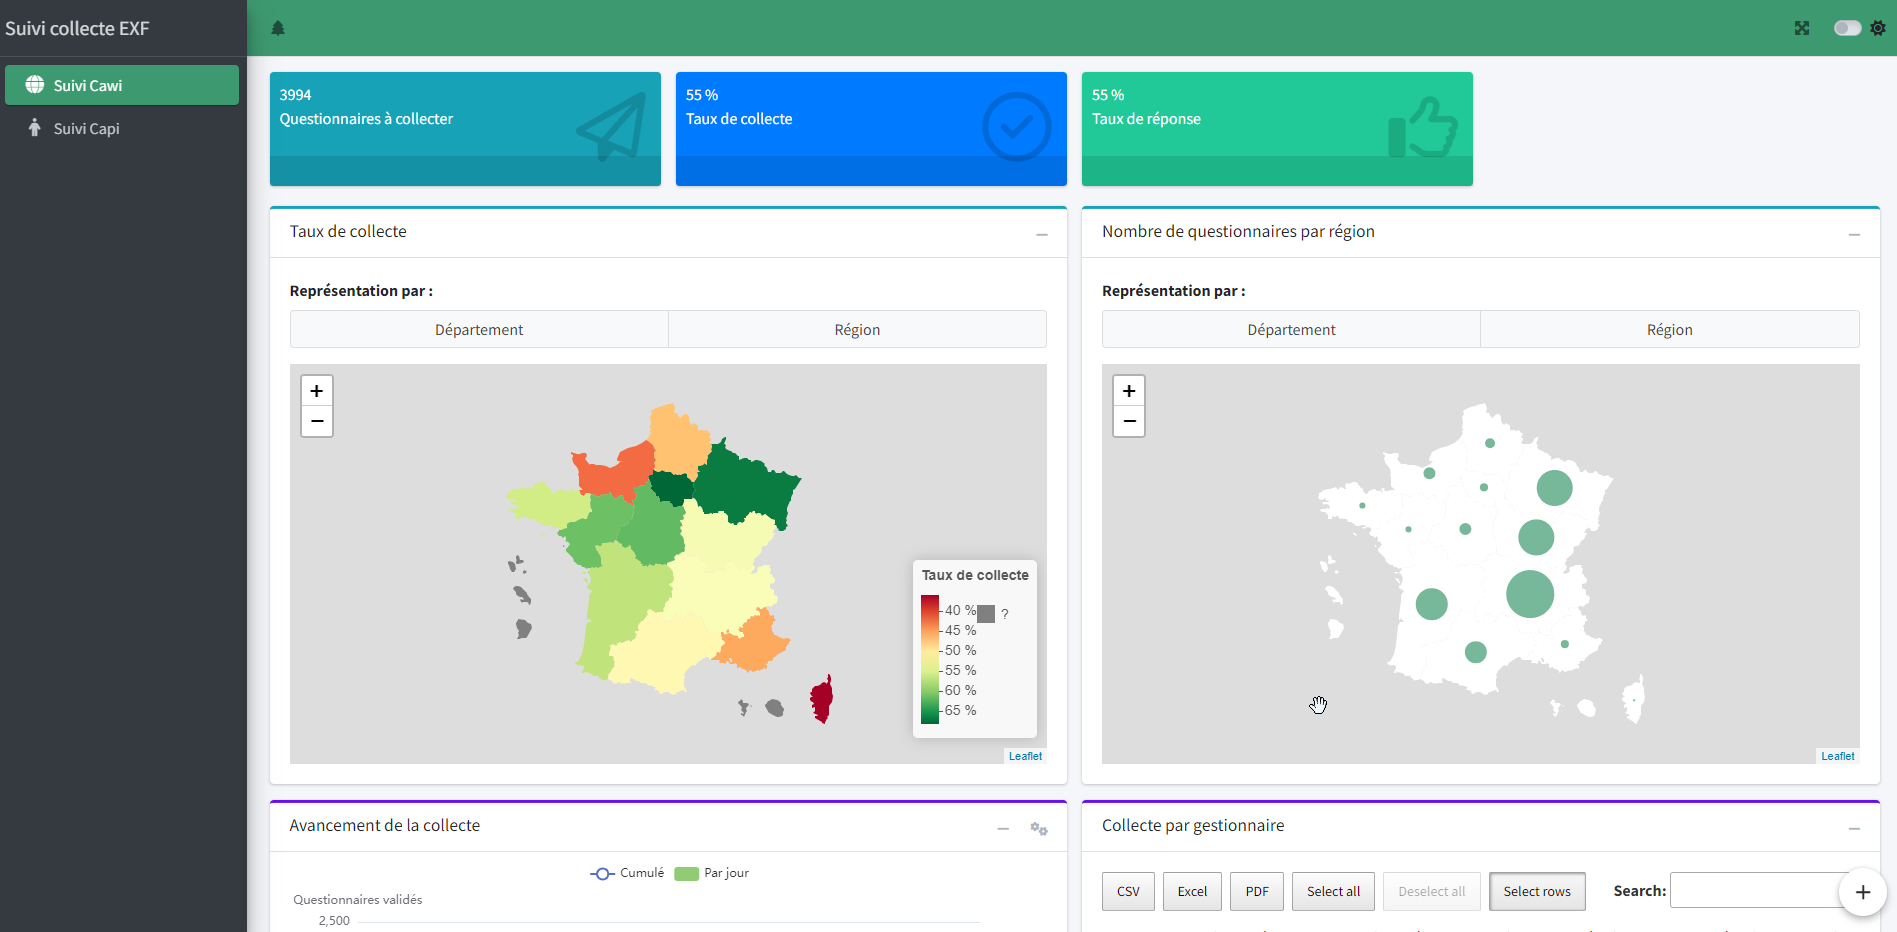 Suivi collecte EXF
Suivi Cawi
Suivi Capi
3994
Questionnaires à collecter
55 %
Taux de collecte
55 %
Taux de réponse
Taux de collecte
Représentation par :
Département
Région
+
−
Taux de collecte
40 %
?
45 %
50 %
55 %
60 %
65 %
Leaflet
Nombre de questionnaires par région
Représentation par :
Département
Région
+
−
Leaflet
Avancement de la collecte
Cumulé
Par jour
Questionnaires validés
2,500
Collecte par gestionnaire
CSV
Excel
PDF
Select all
Deselect all
Select rows
Search:
+